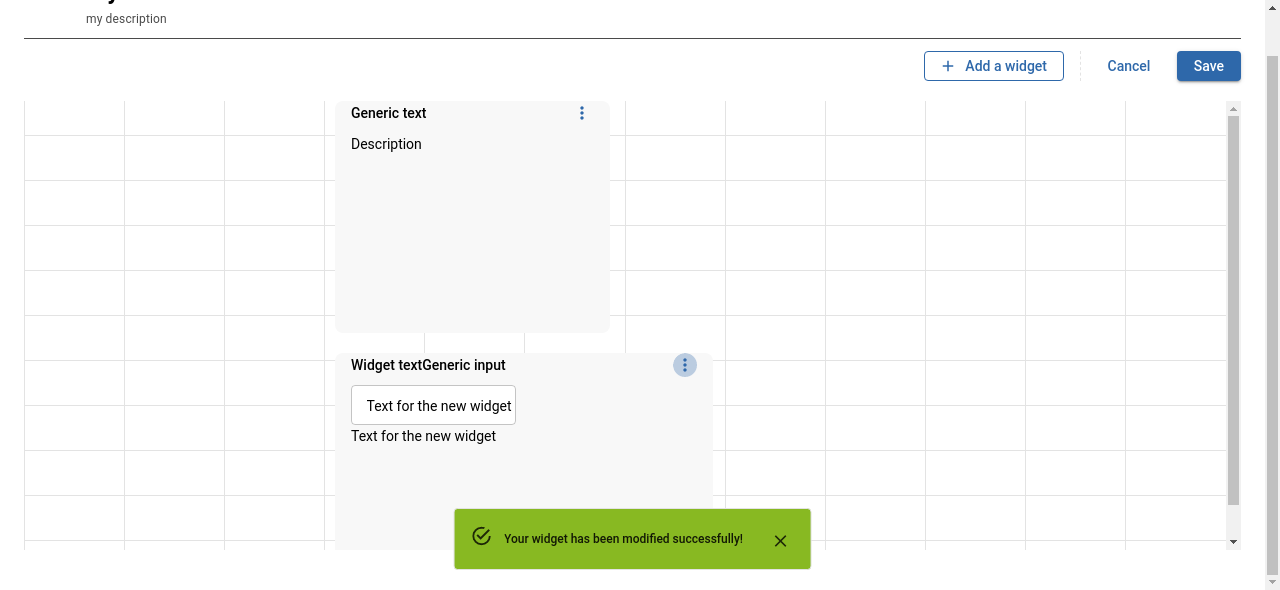 my description
Add a widget
Cancel
Save
Generic text
Description
Widget textGeneric input
Text for the new widget
Text for the new widget
Your widget has been modified successfully!